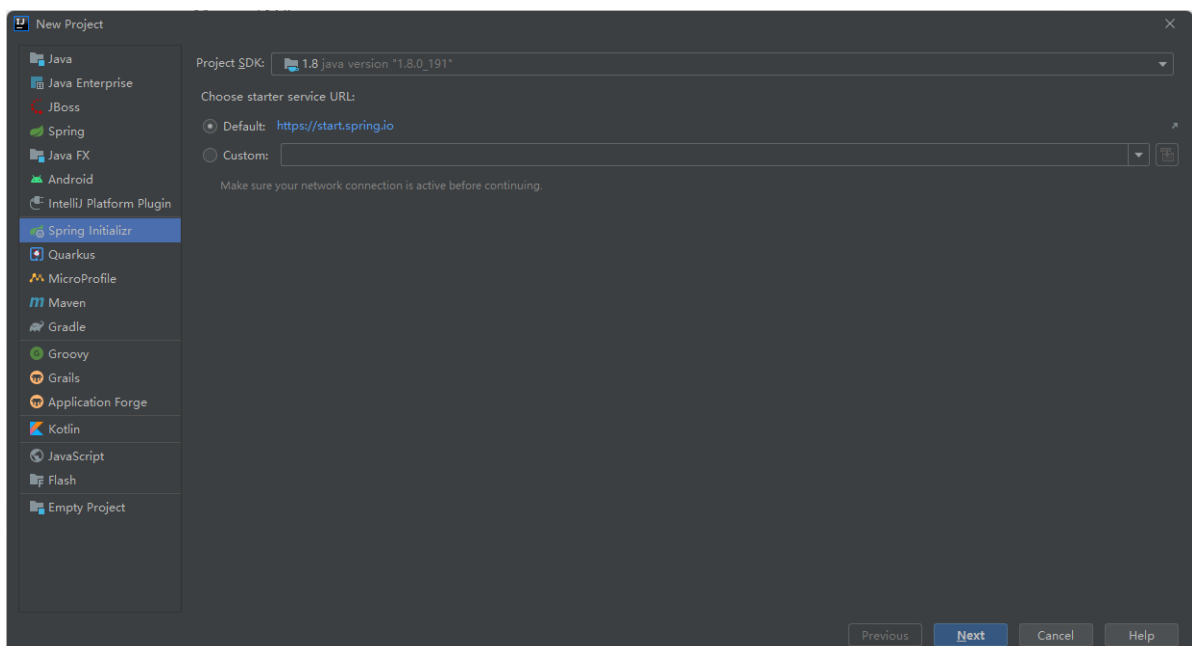 New Project
Java
Java Enterprise
JBoss
Spring
Java FX
Android
IntelliJ Platform Plugin
Spring Initializr
Quarkus
MicroProfile
Maven
Gradle
Groovy
Grails
Application Forge
Kotlin
JavaScript
Flash
Empty Project
Project SDK: 1.8 java version "1.8.0_191"
Choose starter service URL:
Default: https://start.spring.io
Custom:
Make sure your network connection is active before continuing.
Previous Next Cancel Help